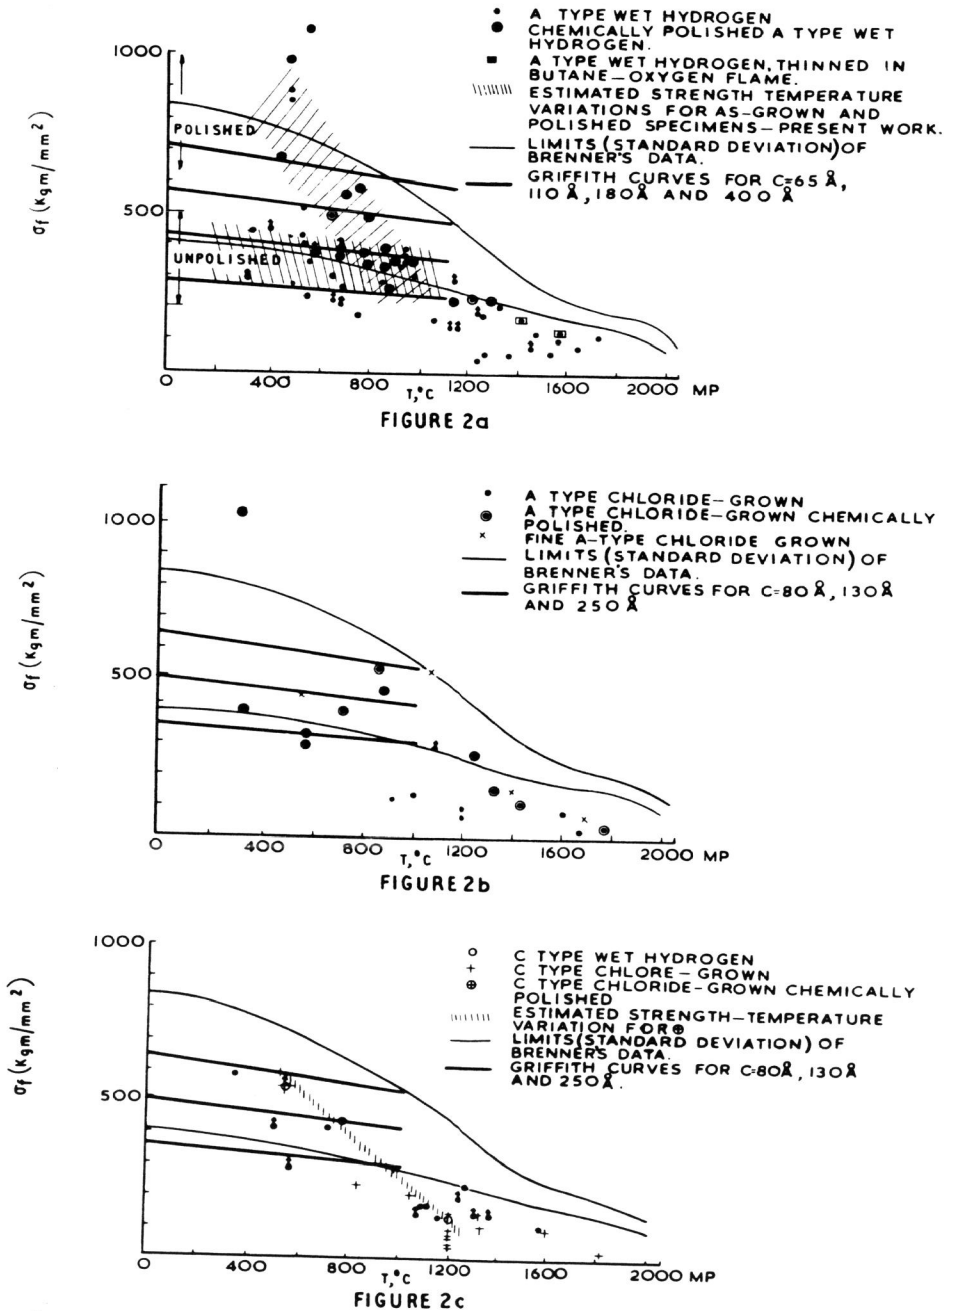 A TYPE WET HYDROGEN
CHEMICALLY POLISHED A TYPE WET
HYDROGEN.
A TYPE WET HYDROGEN, THINNED IN
BUTANE-OXYGEN FLAME.
ESTIMATED STRENGTH TEMPERATURE
VARIATIONS FOR AS-GROWN AND
POLISHED SPECIMENS-PRESENT WORK.
LIMITS (STANDARD DEVIATION) OF
BRENNER'S DATA.
GRIFFITH CURVES FOR C=65 Å,
110 Å, 180Å AND 400 Å
1000
POLISHED
500
UNPOLISHED
σf (Kgm/mm²)
0 400 800 1200 1600 2000 MP
T,°C
FIGURE 2a
A TYPE CHLORIDE-GROWN
A TYPE CHLORIDE-GROWN CHEMICALLY
POLISHED.
FINE A-TYPE CHLORIDE GROWN
LIMITS (STANDARD DEVIATION) OF
BRENNER'S DATA.
GRIFFITH CURVES FOR C=80Å, 130Å
AND 250Å
1000
500
σf (Kgm/mm²)
0 400 800 1200 1600 2000 MP
T,°C
FIGURE 2b
C TYPE WET HYDROGEN
C TYPE CHLORE-GROWN
C TYPE CHLORIDE-GROWN CHEMICALLY
POLISHED
ESTIMATED STRENGTH-TEMPERATURE
VARIATION FOR ⊕
LIMITS (STANDARD DEVIATION) OF
BRENNER'S DATA.
GRIFFITH CURVES FOR C=80Å, 130Å
AND 250Å.
1000
500
σf (Kgm/mm²)
0 400 800 1200 1600 2000 MP
T,°C
FIGURE 2c